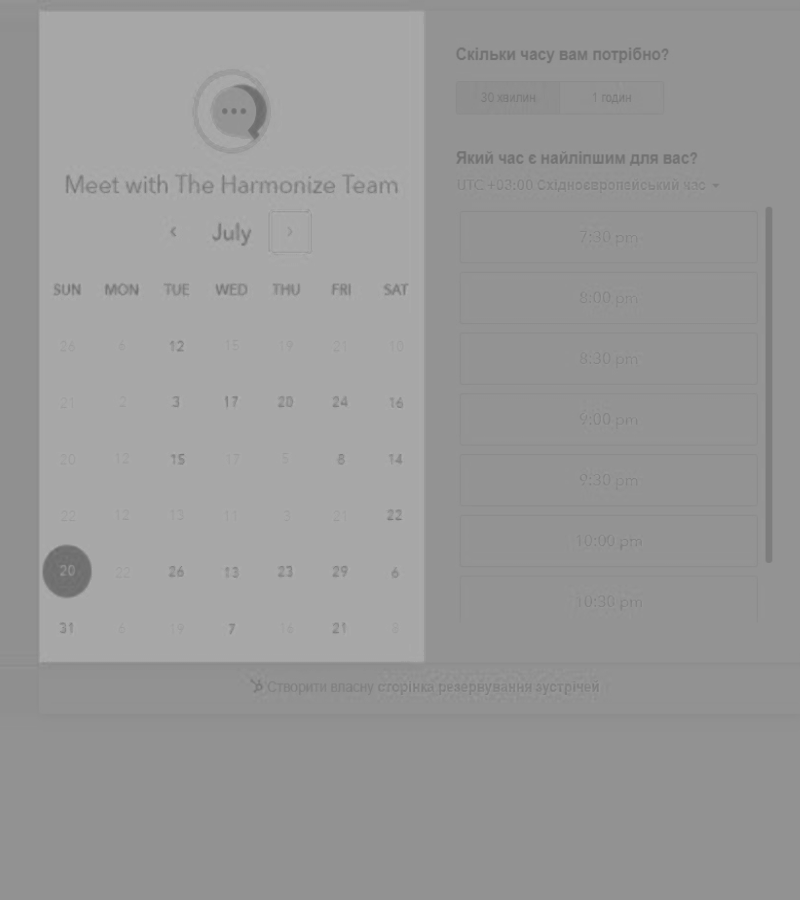 Meet with The Harmonize Team
‹ July ›
SUN MON TUE WED THU FRI SAT
26 6 12 15 19 21 10
21 2 3 17 20 24 16
20 12 15 17 5 8 14
22 12 13 11 3 21 22
20 22 26 13 23 29 6
31 6 19 7 16 21 8
Скільки часу вам потрібно?
30 хвилин 1 годин
Який час є найліпшим для вас?
UTC +03:00 Східноєвропейський час
7:30 pm
8:00 pm
8:30 pm
9:00 pm
9:30 pm
10:00 pm
10:30 pm
Створити власну сторінка резервування зустрічей